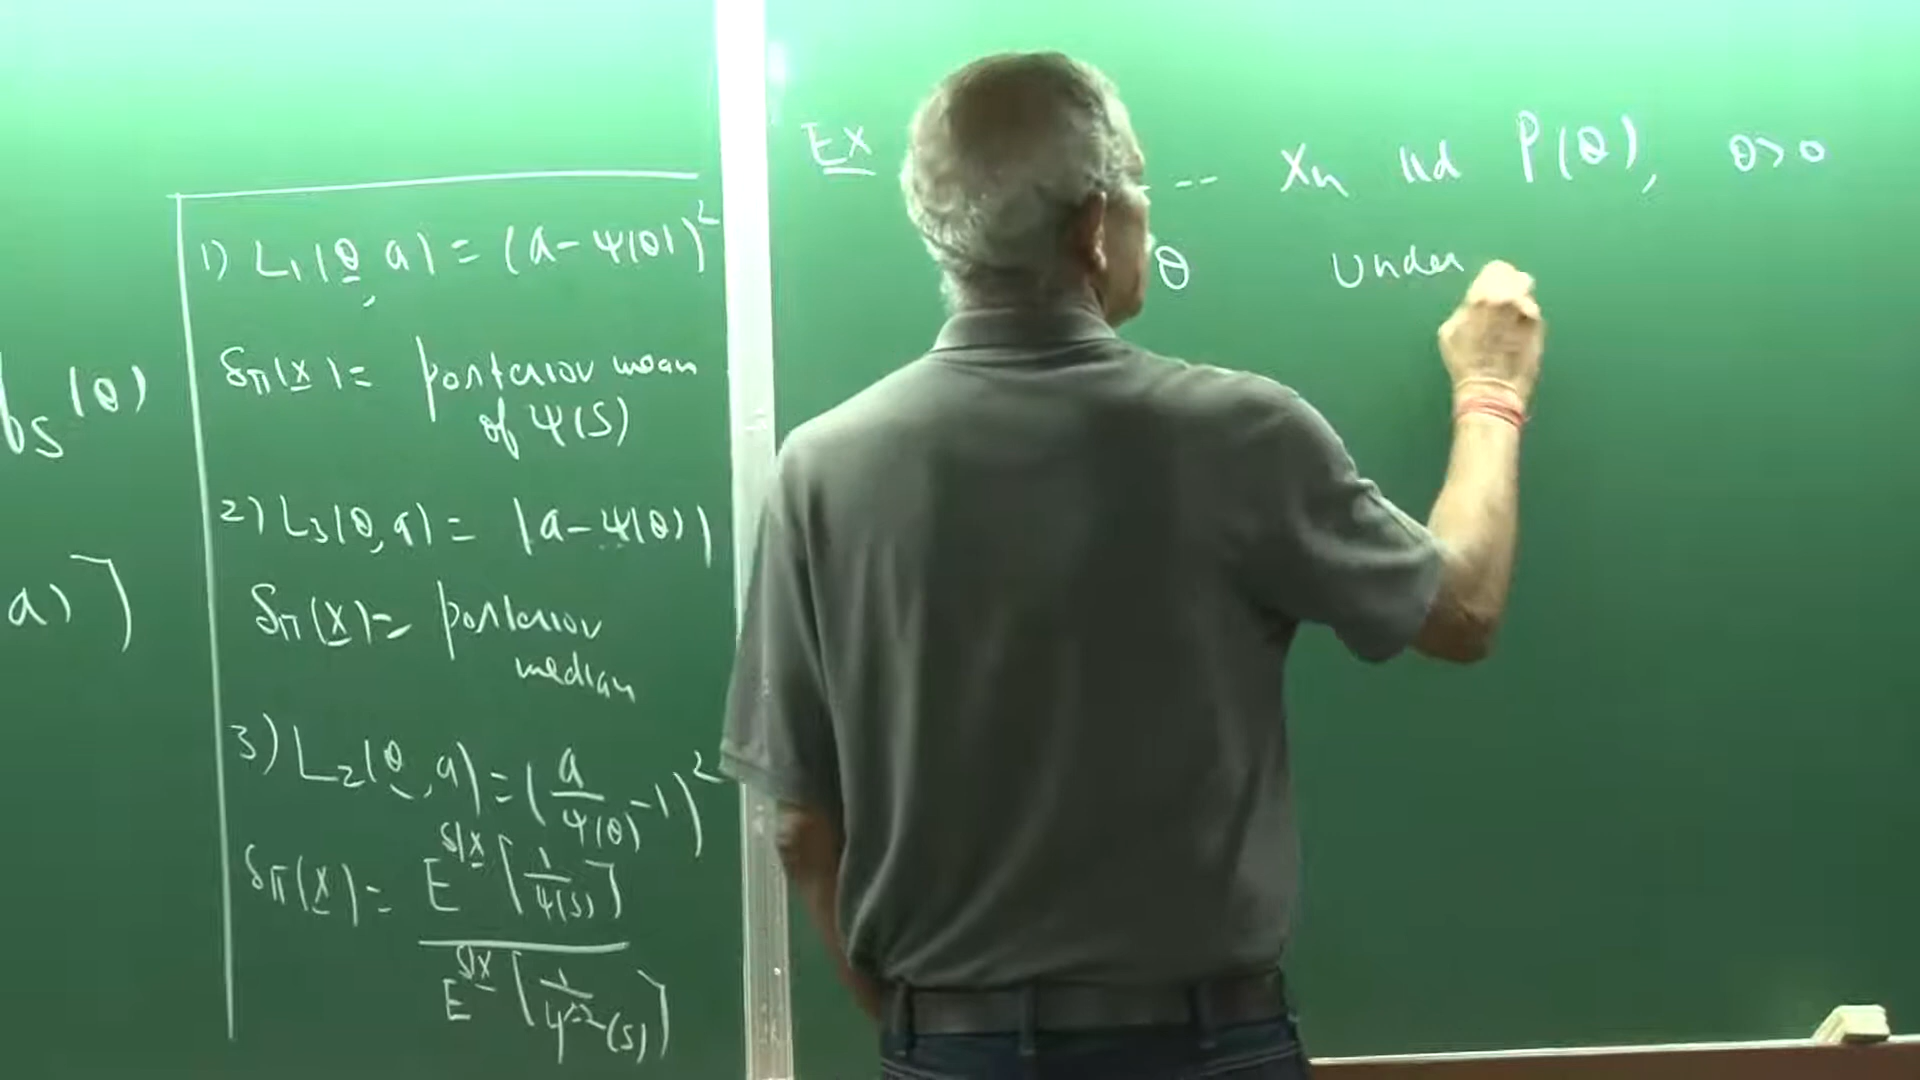 bs(θ)
a)]
1) L₁(θ, a) = (a - ψ(θ))²
δπ(x) = posterior mean
of ψ(S)
2) L₃(θ, a) = |a - ψ(θ)|
δπ(x) = posterior
median
3) L₂(θ, a) = (a/ψ(θ) - 1)²
δπ(x) = E^{S|x}[1/ψ(S)]
E^{S|x}[1/ψ²(S)]
Ex -- Xn iid P(θ), θ>0
θ under